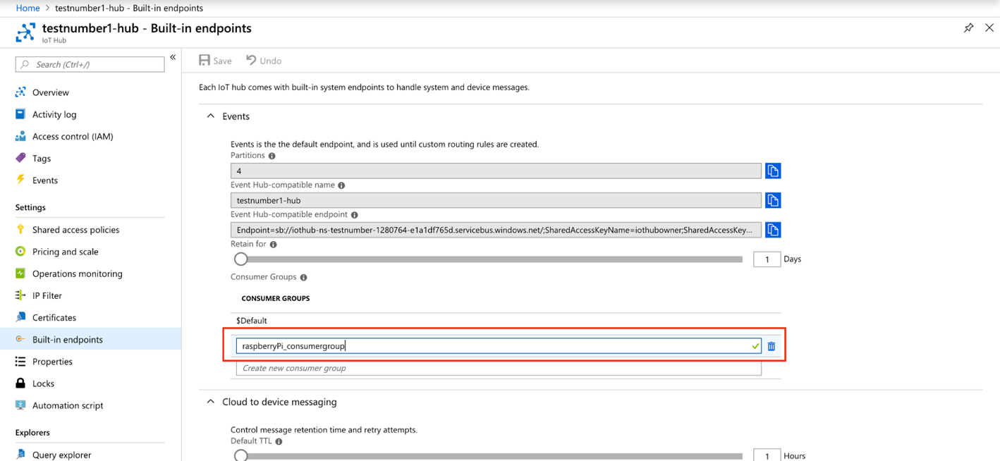 Home > testnumber1-hub - Built-in endpoints
testnumber1-hub - Built-in endpoints
IoT Hub
Search (Ctrl+/)
«
Overview
Activity log
Access control (IAM)
Tags
Events
Settings
Shared access policies
Pricing and scale
Operations monitoring
IP Filter
Certificates
Built-in endpoints
Properties
Locks
Automation script
Explorers
Query explorer
Save Undo
Each IoT hub comes with built-in system endpoints to handle system and device messages.
Events
Events is the the default endpoint, and is used until custom routing rules are created.
Partitions
4
Event Hub-compatible name
testnumber1-hub
Event Hub-compatible endpoint
Endpoint=sb://iothub-ns-testnumber-1280764-e1a1df765d.servicebus.windows.net/;SharedAccessKeyName=iothubowner;SharedAccessKey...
Retain for
1 Days
Consumer Groups
CONSUMER GROUPS
$Default
raspberryPi_consumergroup
Create new consumer group
Cloud to device messaging
Control message retention time and retry attempts.
Default TTL
1 Hours